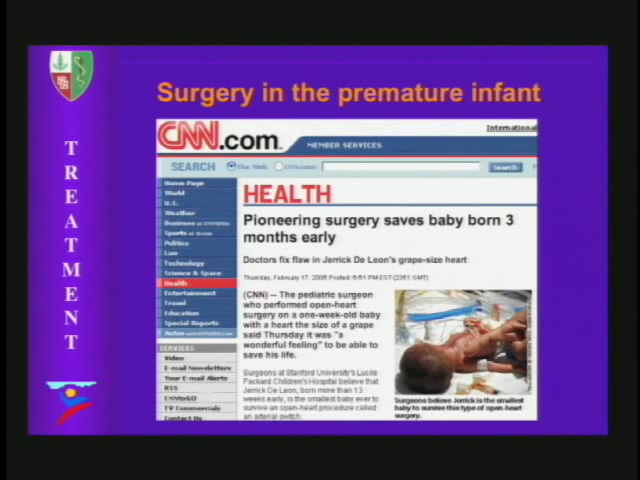 Surgery in the premature infant
TREATMENT
CNN.com
International
MEMBER SERVICES
SEARCH The Web CNN.com Search
Home Page
World
U.S.
Weather
Business
Sports
Politics
Law
Technology
Science & Space
Health
Entertainment
Travel
Education
Special Reports
SERVICES
Video
E-mail Newsletters
Your E-mail Alerts
RSS
CNNtoGO
TV Commercials
Contact Us
HEALTH
Pioneering surgery saves baby born 3
months early
Doctors fix flaw in Jerrick De Leon's grape-size heart
Thursday, February 17, 2005 Posted: 6:51 PM EST (2351 GMT)
(CNN) -- The pediatric surgeon
who performed open-heart
surgery on a one-week-old baby
with a heart the size of a grape
said Thursday it was "a
wonderful feeling" to be able to
save his life.
Surgeons at Stanford University's Lucile
Packard Children's Hospital believe that
Jerrick De Leon, born more than 13
weeks early, is the smallest baby ever to
survive an open-heart procedure called
an arterial switch.
Surgeons believe Jerrick is the smallest
baby to survive this type of open-heart
surgery.